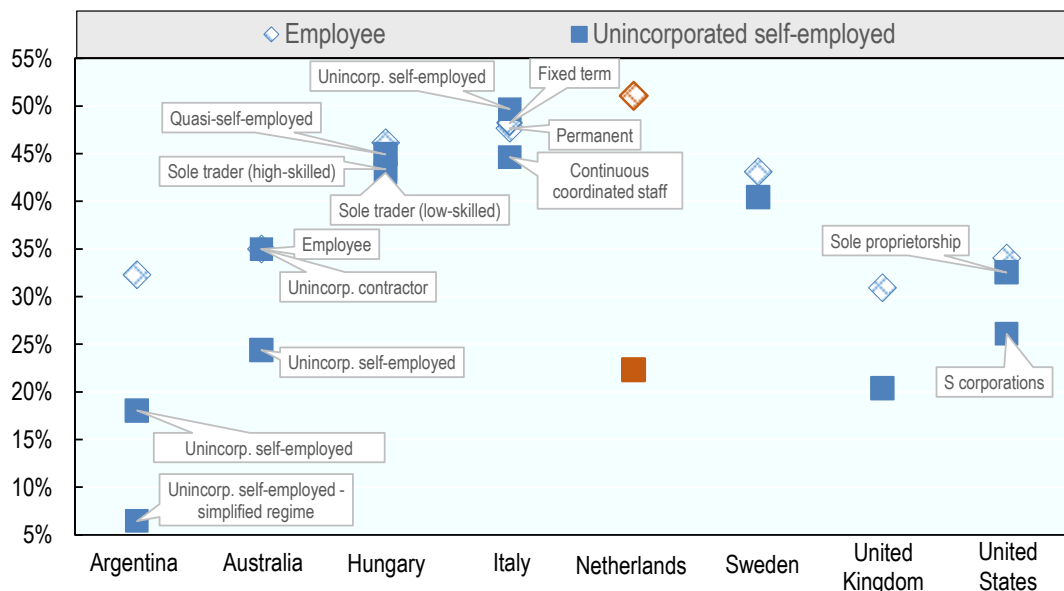 Employee
Unincorporated self-employed
55%
50%
45%
40%
35%
30%
25%
20%
15%
10%
5%
Unincorp. self-employed
Fixed term
Quasi-self-employed
Permanent
Sole trader (high-skilled)
Continuous
coordinated staff
Sole trader (low-skilled)
Employee
Sole proprietorship
Unincorp. contractor
Unincorp. self-employed
S corporations
Unincorp. self-employed
Unincorp. self-employed -
simplified regime
Argentina
Australia
Hungary
Italy
Netherlands
Sweden
United
Kingdom
United
States